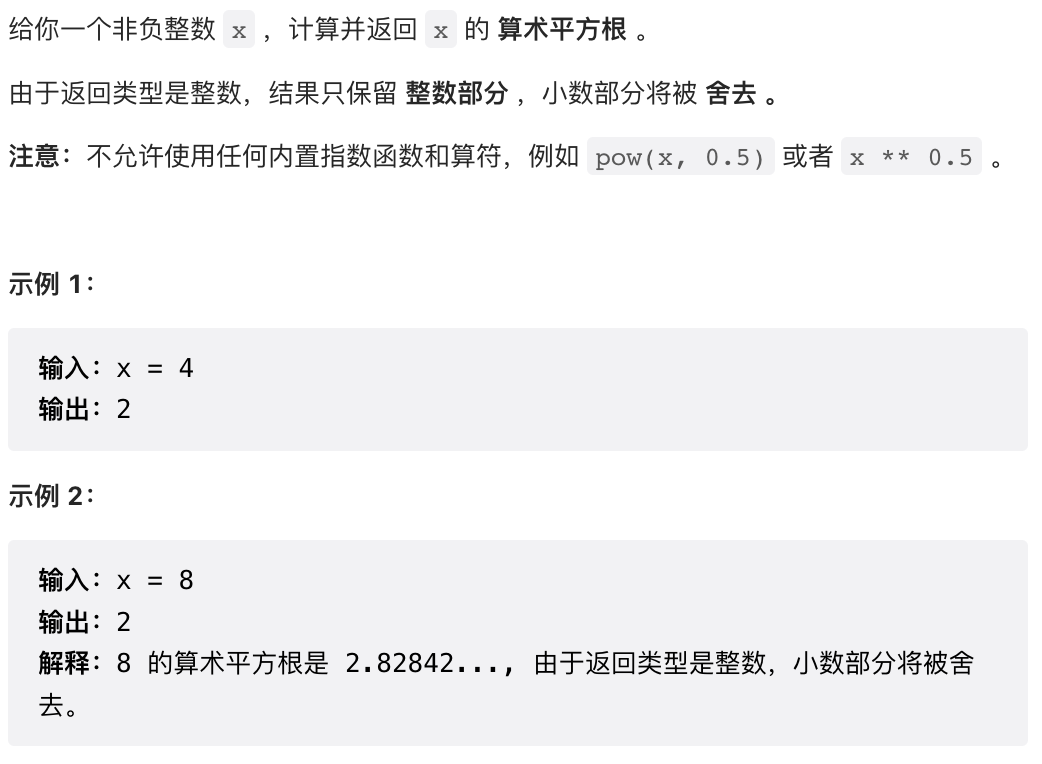 给你一个非负整数 x ，计算并返回 x 的 算术平方根 。
由于返回类型是整数，结果只保留 整数部分 ，小数部分将被 舍去 。
注意：不允许使用任何内置指数函数和算符，例如 pow(x, 0.5) 或者 x ** 0.5 。
示例 1：
输入：x = 4
输出：2
示例 2：
输入：x = 8
输出：2
解释：8 的算术平方根是 2.82842..., 由于返回类型是整数，小数部分将被舍
去。